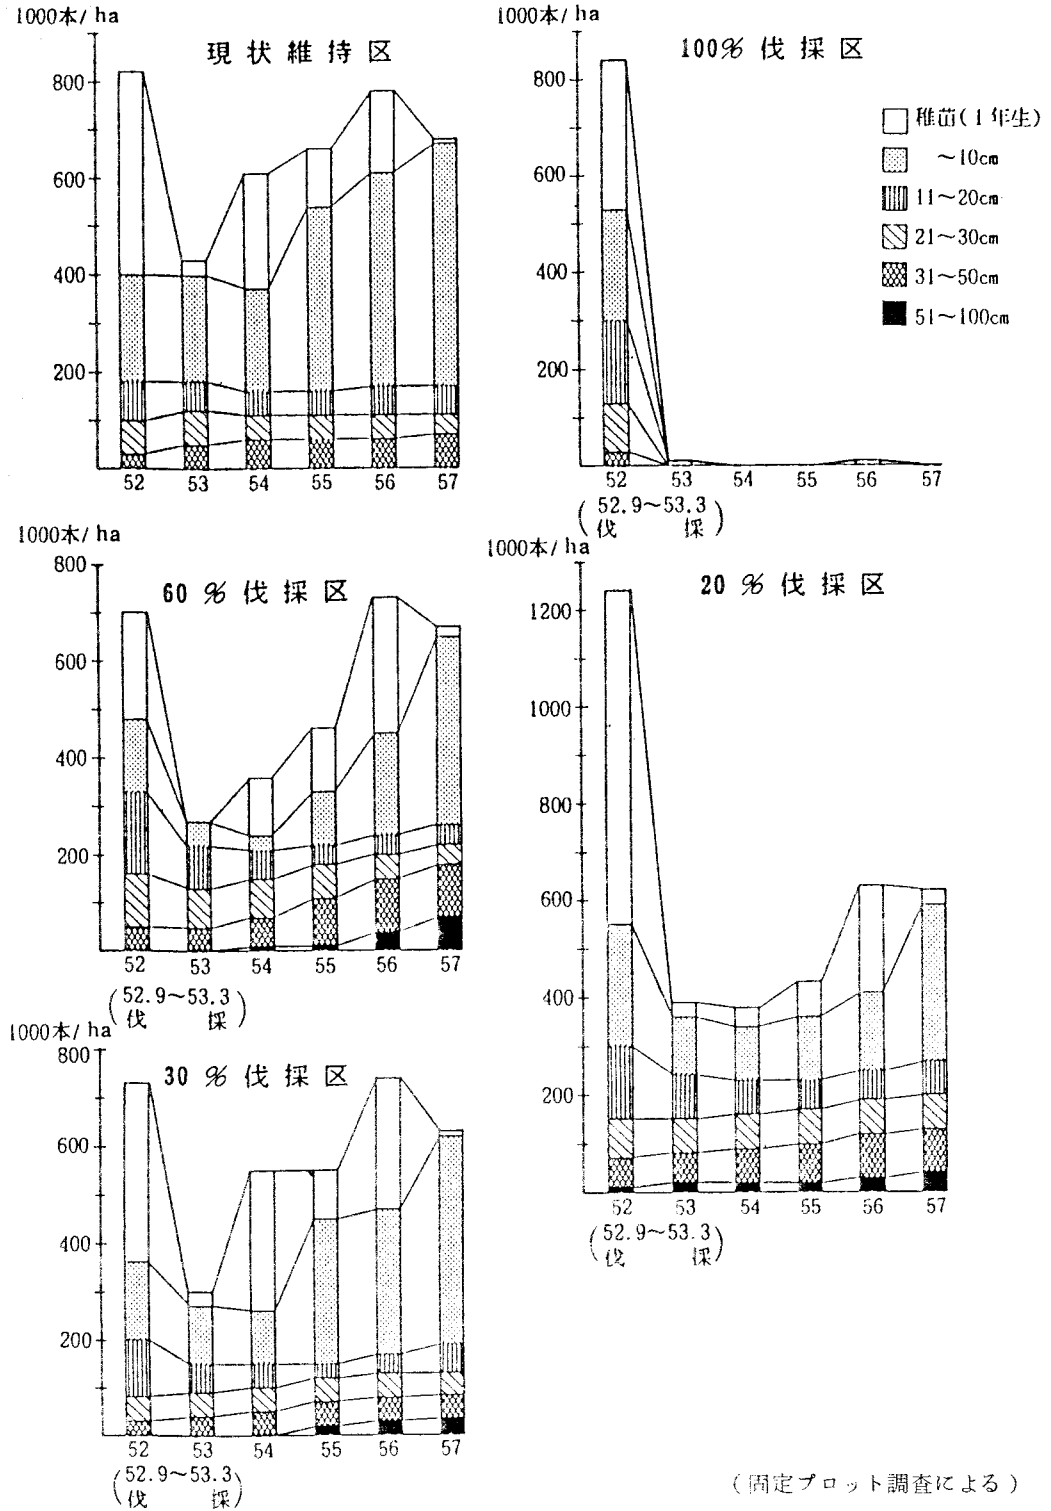 1000本/ha
現状維持区
800
600
400
200
52 53 54 55 56 57
1000本/ha
100%伐採区
800
600
400
200
52 53 54 55 56 57
(52.9～53.3)
伐 採
稚苗(1年生)
～10cm
11～20cm
21～30cm
31～50cm
51～100cm
1000本/ha
60%伐採区
800
600
400
200
52 53 54 55 56 57
(52.9～53.3)
伐 採
1000本/ha
20%伐採区
1200
1000
800
600
400
200
52 53 54 55 56 57
(52.9～53.3)
伐 採
1000本/ha
30%伐採区
800
600
400
200
52 53 54 55 56 57
(52.9～53.3)
伐 採
(固定プロット調査による)